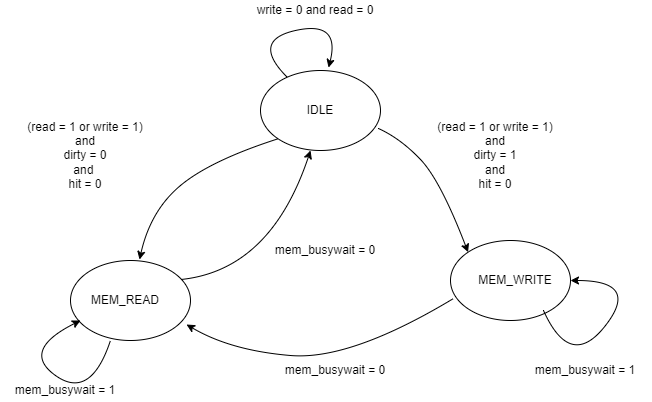 write = 0 and read = 0
IDLE
(read = 1 or write = 1)
and
dirty = 0
and
hit = 0
(read = 1 or write = 1)
and
dirty = 1
and
hit = 0
mem_busywait = 0
MEM_READ
MEM_WRITE
mem_busywait = 1
mem_busywait = 0
mem_busywait = 1